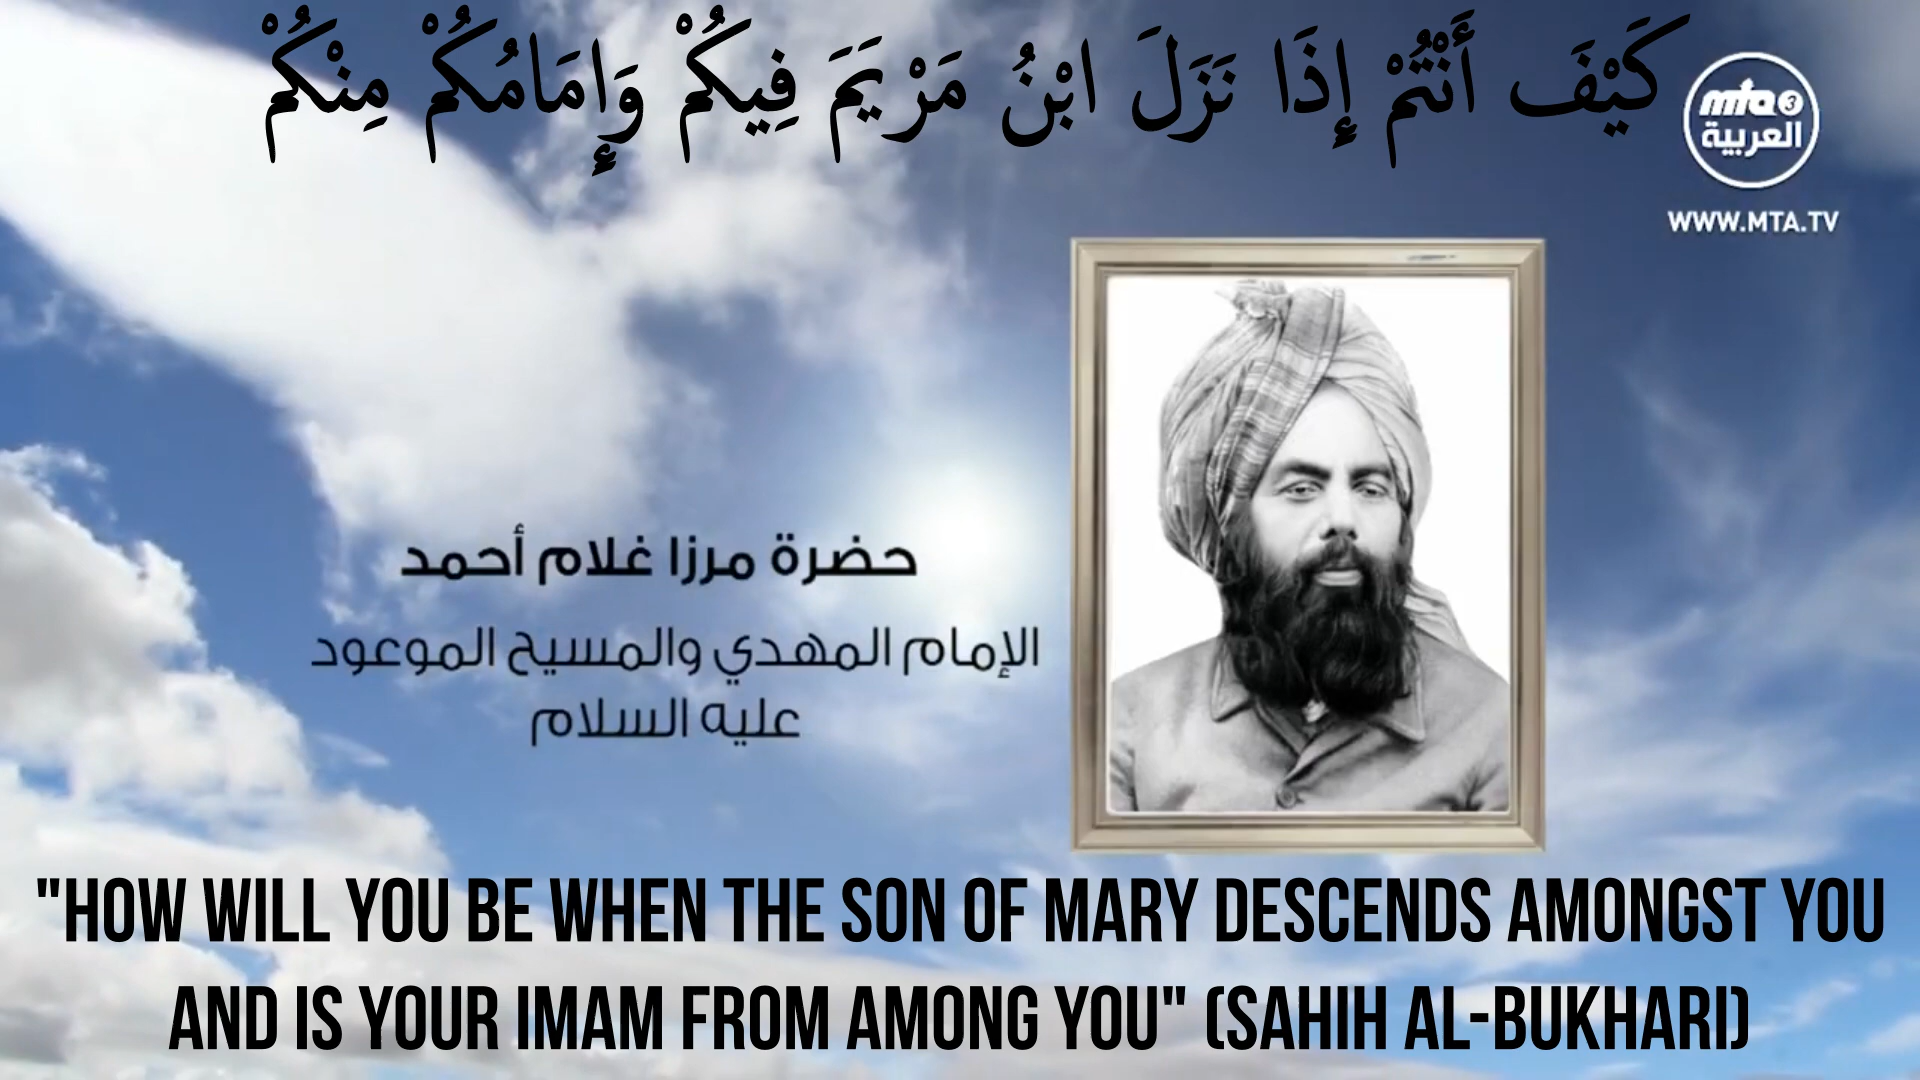 كَيْفَ أَنْتُمْ إِذَا نَزَلَ ابْنُ مَرْيَمَ فِيكُمْ وَإِمَامُكُمْ مِنْكُمْ
mta3
العربية
WWW.MTA.TV
حضرة مرزا غلام أحمد
الإمام المهدي والمسيح الموعود
عليه السلام
"HOW WILL YOU BE WHEN THE SON OF MARY DESCENDS AMONGST YOU
AND IS YOUR IMAM FROM AMONG YOU" (SAHIH AL-BUKHARI)